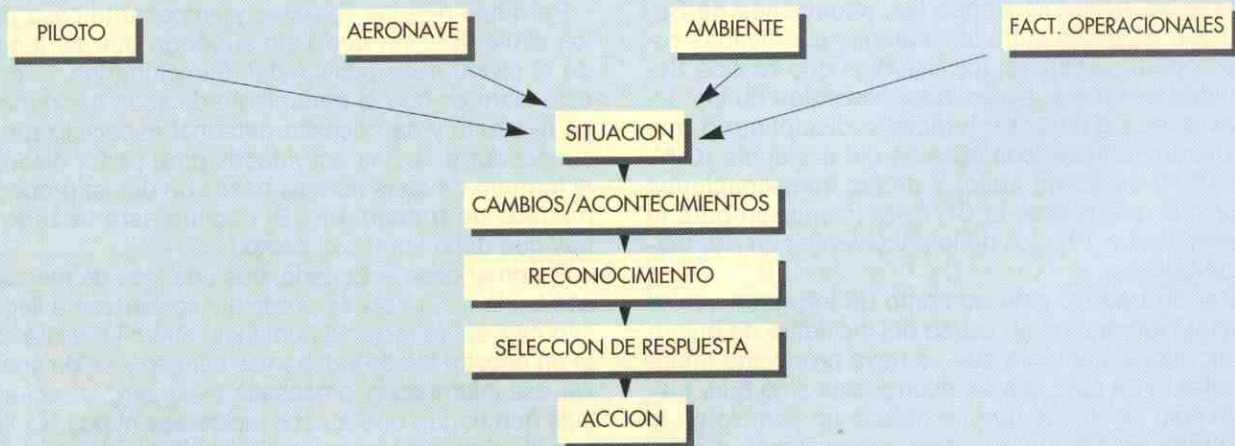 PILOTO
AERONAVE
AMBIENTE
FACT. OPERACIONALES
SITUACION
CAMBIOS/ACONTECIMIENTOS
RECONOCIMIENTO
SELECCION DE RESPUESTA
ACCION